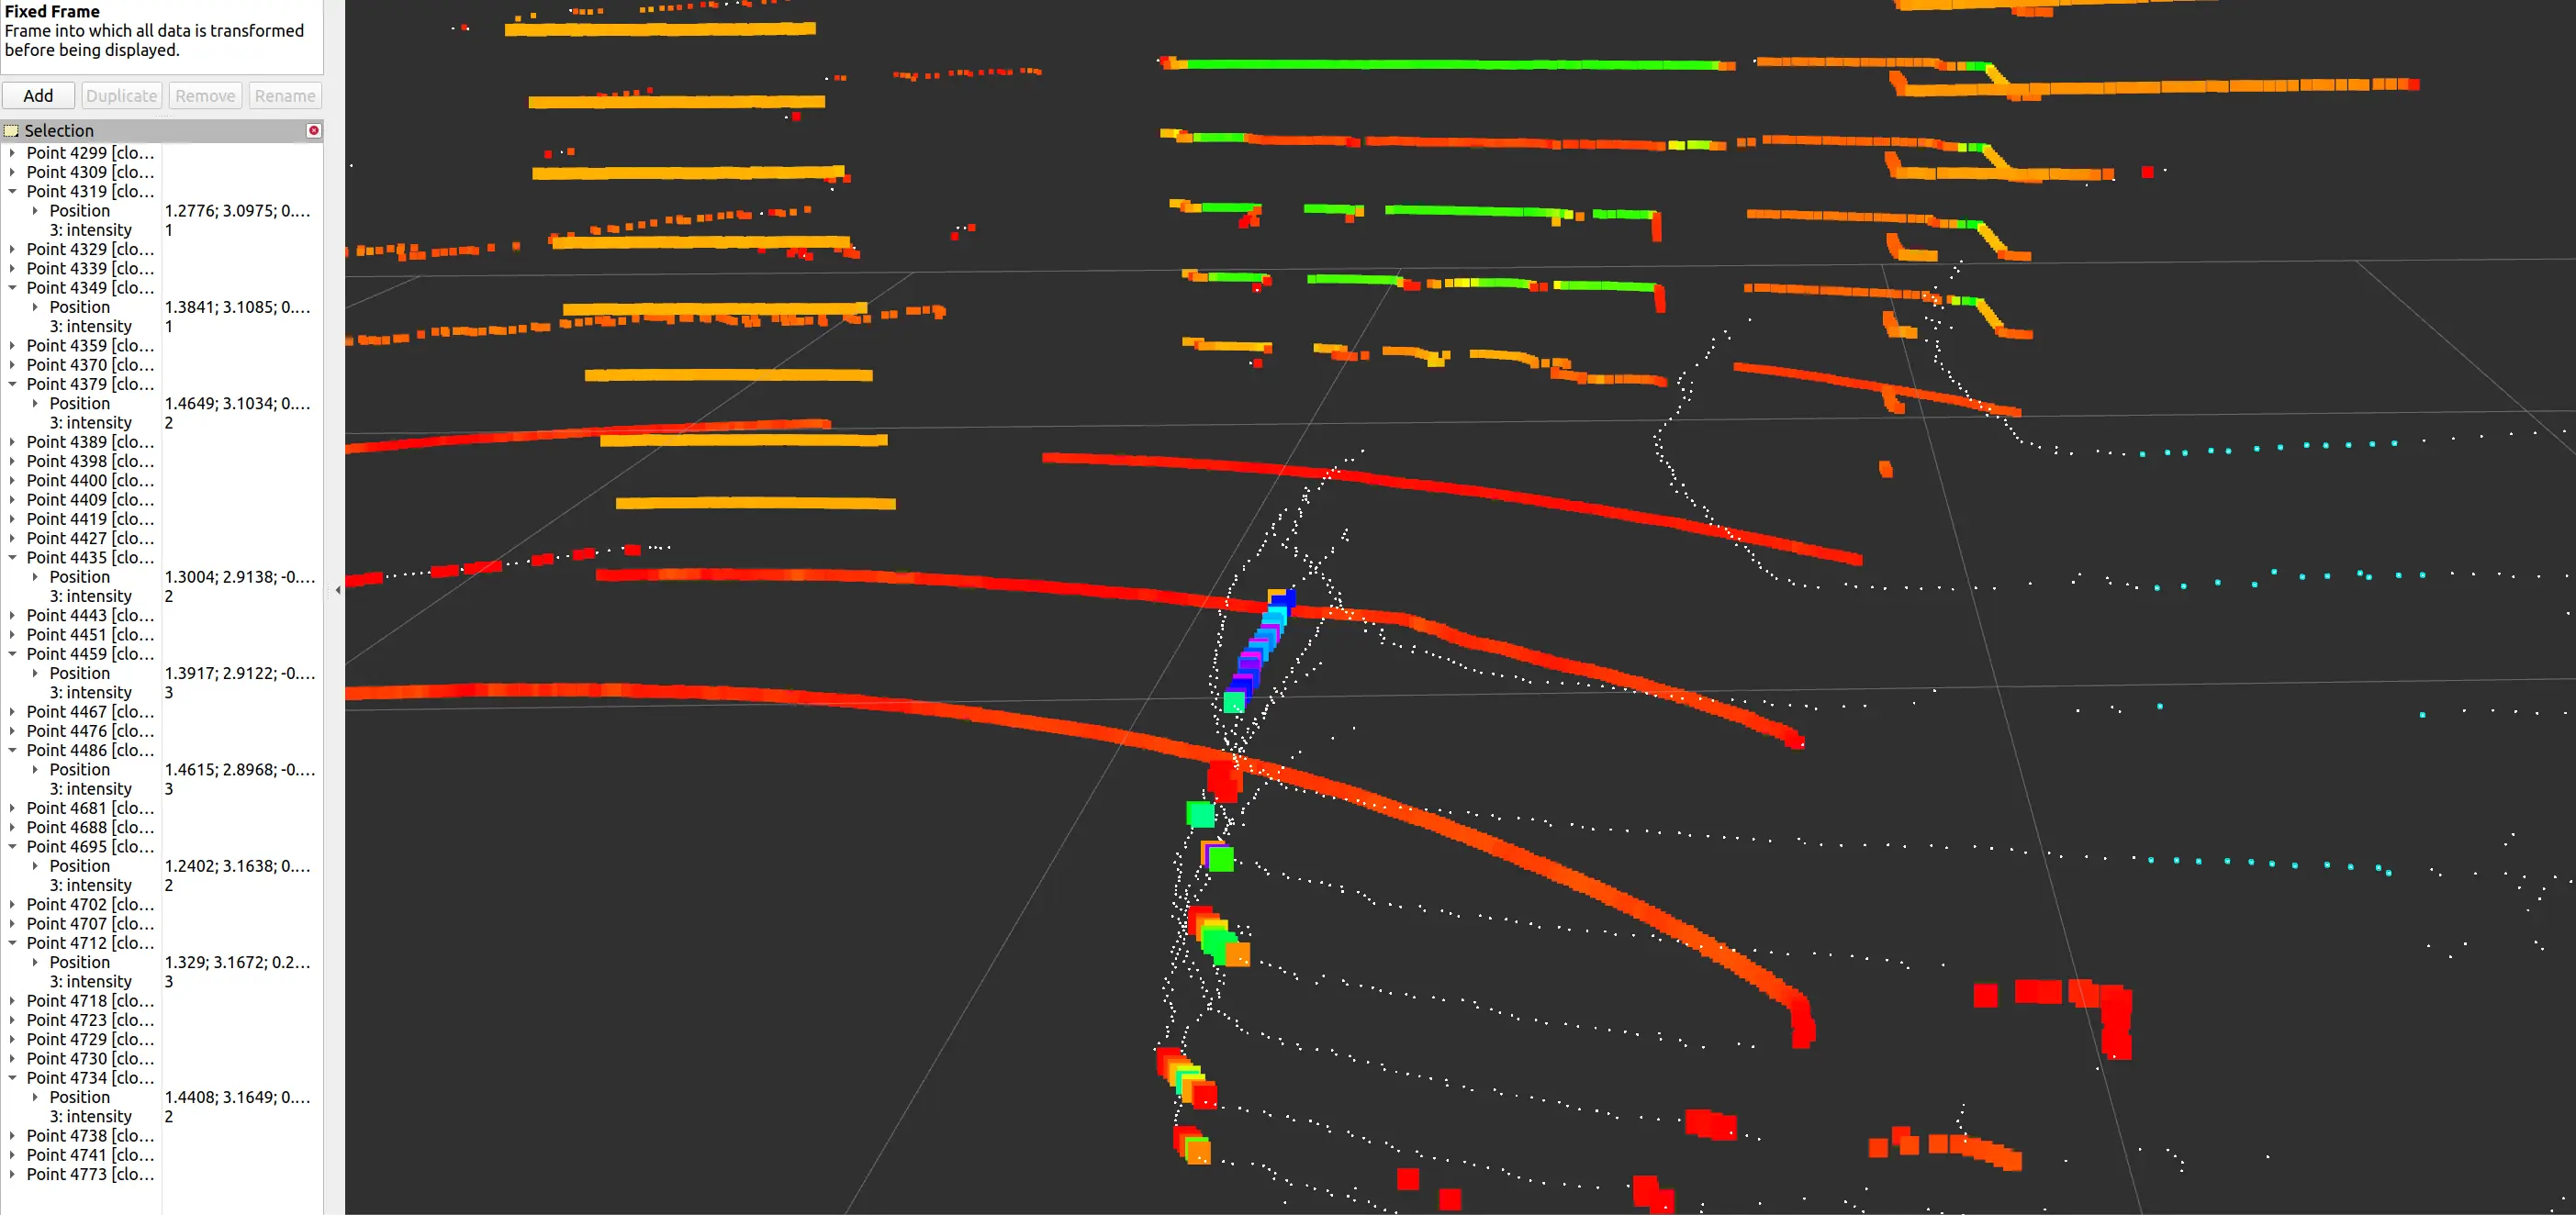 Fixed Frame
Frame into which all data is transformed
before being displayed.
Add Duplicate Remove Rename
Selection
Point 4299 [clo...
Point 4309 [clo...
Point 4319 [clo...
Position 1.2776; 3.0975; 0....
3: intensity 1
Point 4329 [clo...
Point 4339 [clo...
Point 4349 [clo...
Position 1.3841; 3.1085; 0....
3: intensity 1
Point 4359 [clo...
Point 4370 [clo...
Point 4379 [clo...
Position 1.4649; 3.1034; 0....
3: intensity 2
Point 4389 [clo...
Point 4398 [clo...
Point 4400 [clo...
Point 4409 [clo...
Point 4419 [clo...
Point 4427 [clo...
Point 4435 [clo...
Position 1.3004; 2.9138; -0....
3: intensity 2
Point 4443 [clo...
Point 4451 [clo...
Point 4459 [clo...
Position 1.3917; 2.9122; -0....
3: intensity 3
Point 4467 [clo...
Point 4476 [clo...
Point 4486 [clo...
Position 1.4615; 2.8968; -0....
3: intensity 3
Point 4681 [clo...
Point 4688 [clo...
Point 4695 [clo...
Position 1.2402; 3.1638; 0....
3: intensity 2
Point 4702 [clo...
Point 4707 [clo...
Point 4712 [clo...
Position 1.329; 3.1672; 0.2...
3: intensity 3
Point 4718 [clo...
Point 4723 [clo...
Point 4729 [clo...
Point 4730 [clo...
Point 4734 [clo...
Position 1.4408; 3.1649; 0....
3: intensity 2
Point 4738 [clo...
Point 4741 [clo...
Point 4773 [clo...